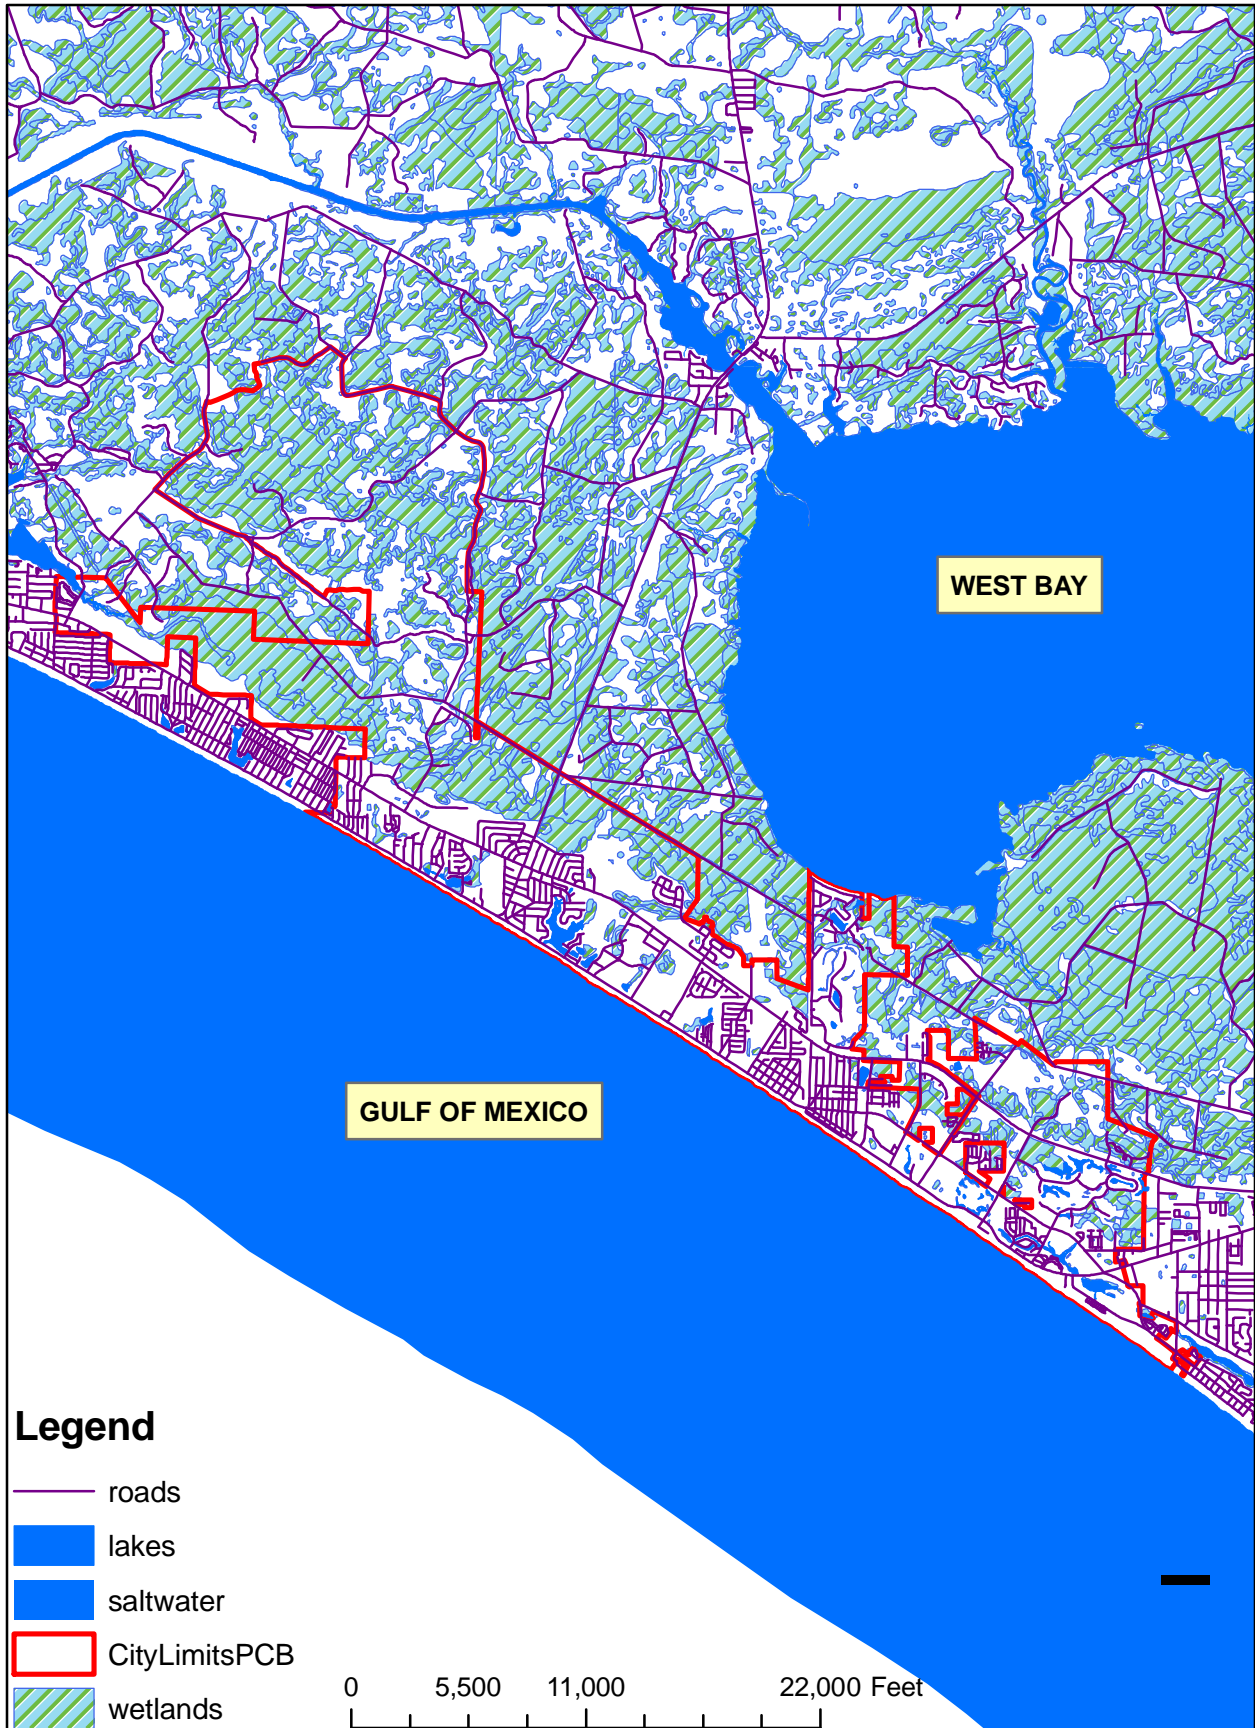 WEST BAY
GULF OF MEXICO
Legend
roads
lakes
saltwater
CityLimitsPCB
wetlands
0 5,500 11,000 22,000 Feet